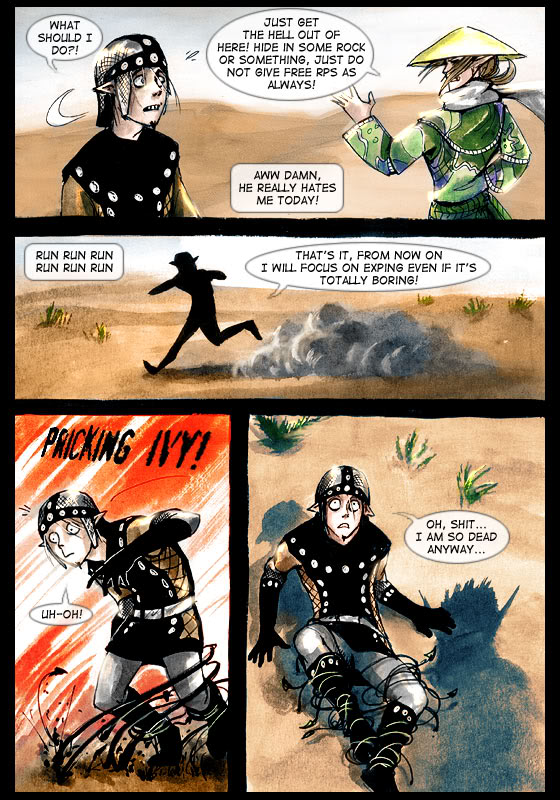 WHAT
SHOULD I
DO?!
JUST GET
THE HELL OUT OF
HERE! HIDE IN SOME ROCK
OR SOMETHING, JUST DO
NOT GIVE FREE RPS AS
ALWAYS!
AWW DAMN,
HE REALLY HATES
ME TODAY!
RUN RUN RUN
RUN RUN RUN
THAT'S IT, FROM NOW ON
I WILL FOCUS ON EXPING EVEN IF IT'S
TOTALLY BORING!
PRICKING IVY!
UH-OH!
OH, SHIT...
I AM SO DEAD
ANYWAY...